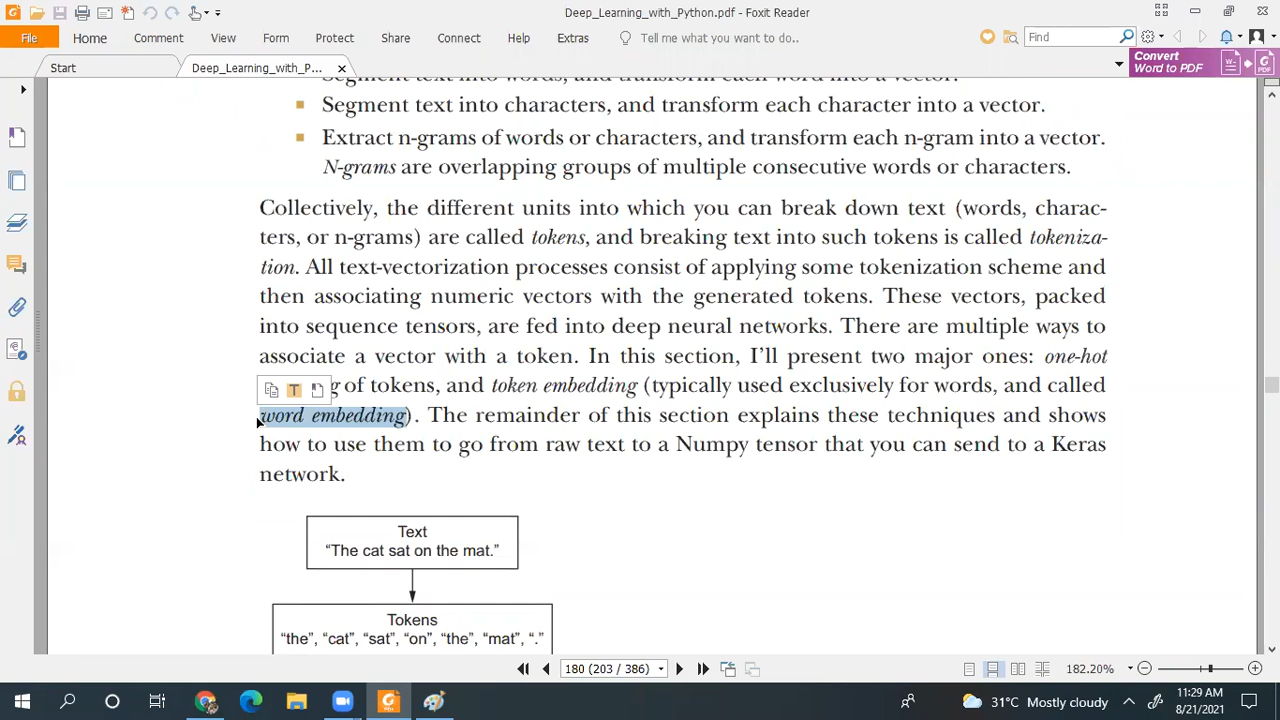 Deep_Learning_with_Python.pdf - Foxit Reader
File Home Comment View Form Protect Share Connect Help Extras Tell me what you want to do.. Find
Start Deep_Learning_with_P...
Convert
Word to PDF
Segment text into words, and transform each word into a vector.
Segment text into characters, and transform each character into a vector.
Extract n-grams of words or characters, and transform each n-gram into a vector.
N-grams are overlapping groups of multiple consecutive words or characters.
Collectively, the different units into which you can break down text (words, charac-
ters, or n-grams) are called tokens, and breaking text into such tokens is called tokeniza-
tion. All text-vectorization processes consist of applying some tokenization scheme and
then associating numeric vectors with the generated tokens. These vectors, packed
into sequence tensors, are fed into deep neural networks. There are multiple ways to
associate a vector with a token. In this section, I'll present two major ones: one-hot
g of tokens, and token embedding (typically used exclusively for words, and called
word embedding). The remainder of this section explains these techniques and shows
how to use them to go from raw text to a Numpy tensor that you can send to a Keras
network.
Text
“The cat sat on the mat.”
Tokens
“the”, “cat”, “sat”, “on”, “the”, “mat”, “.”
180 (203 / 386) 182.20%
31°C Mostly cloudy
11:29 AM
8/21/2021